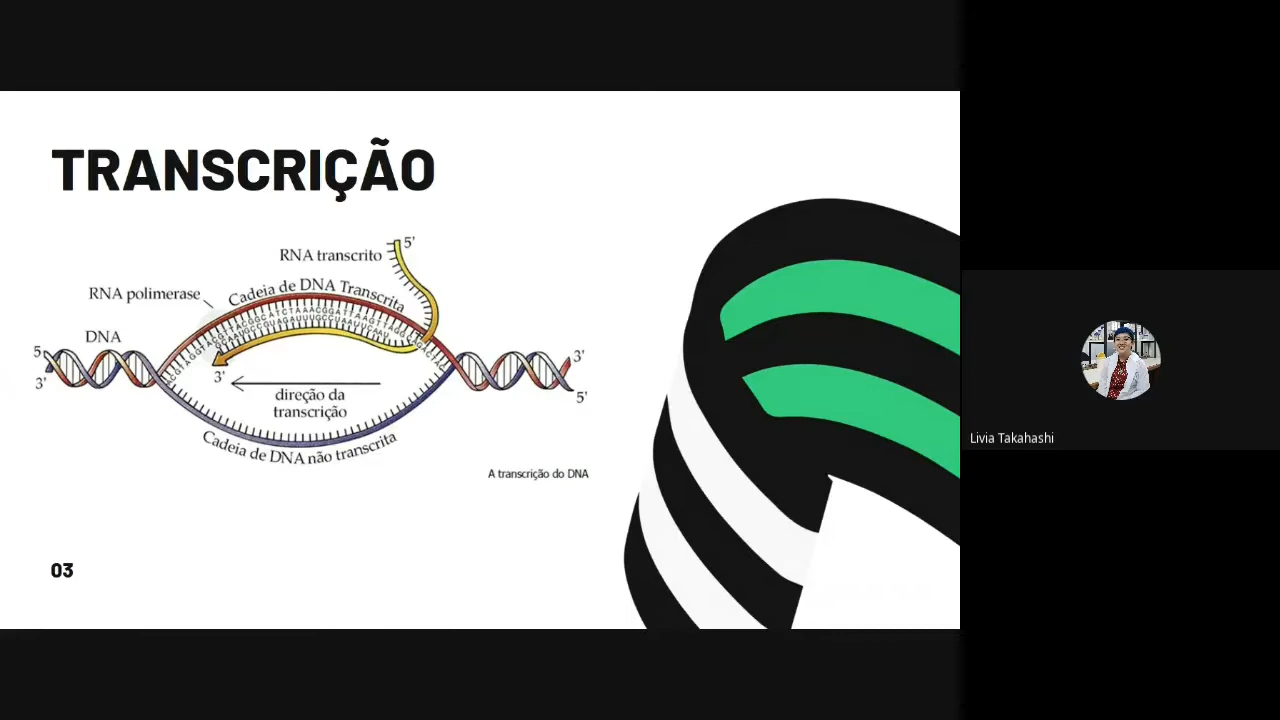 TRANSCRIÇÃO
5'
RNA transcrito
RNA polimerase
Cadeia de DNA Transcrita
DNA
5
3'
3'
3'
5'
direção da
transcrição
Cadeia de DNA não transcrita
A transcrição do DNA
03
Livia Takahashi